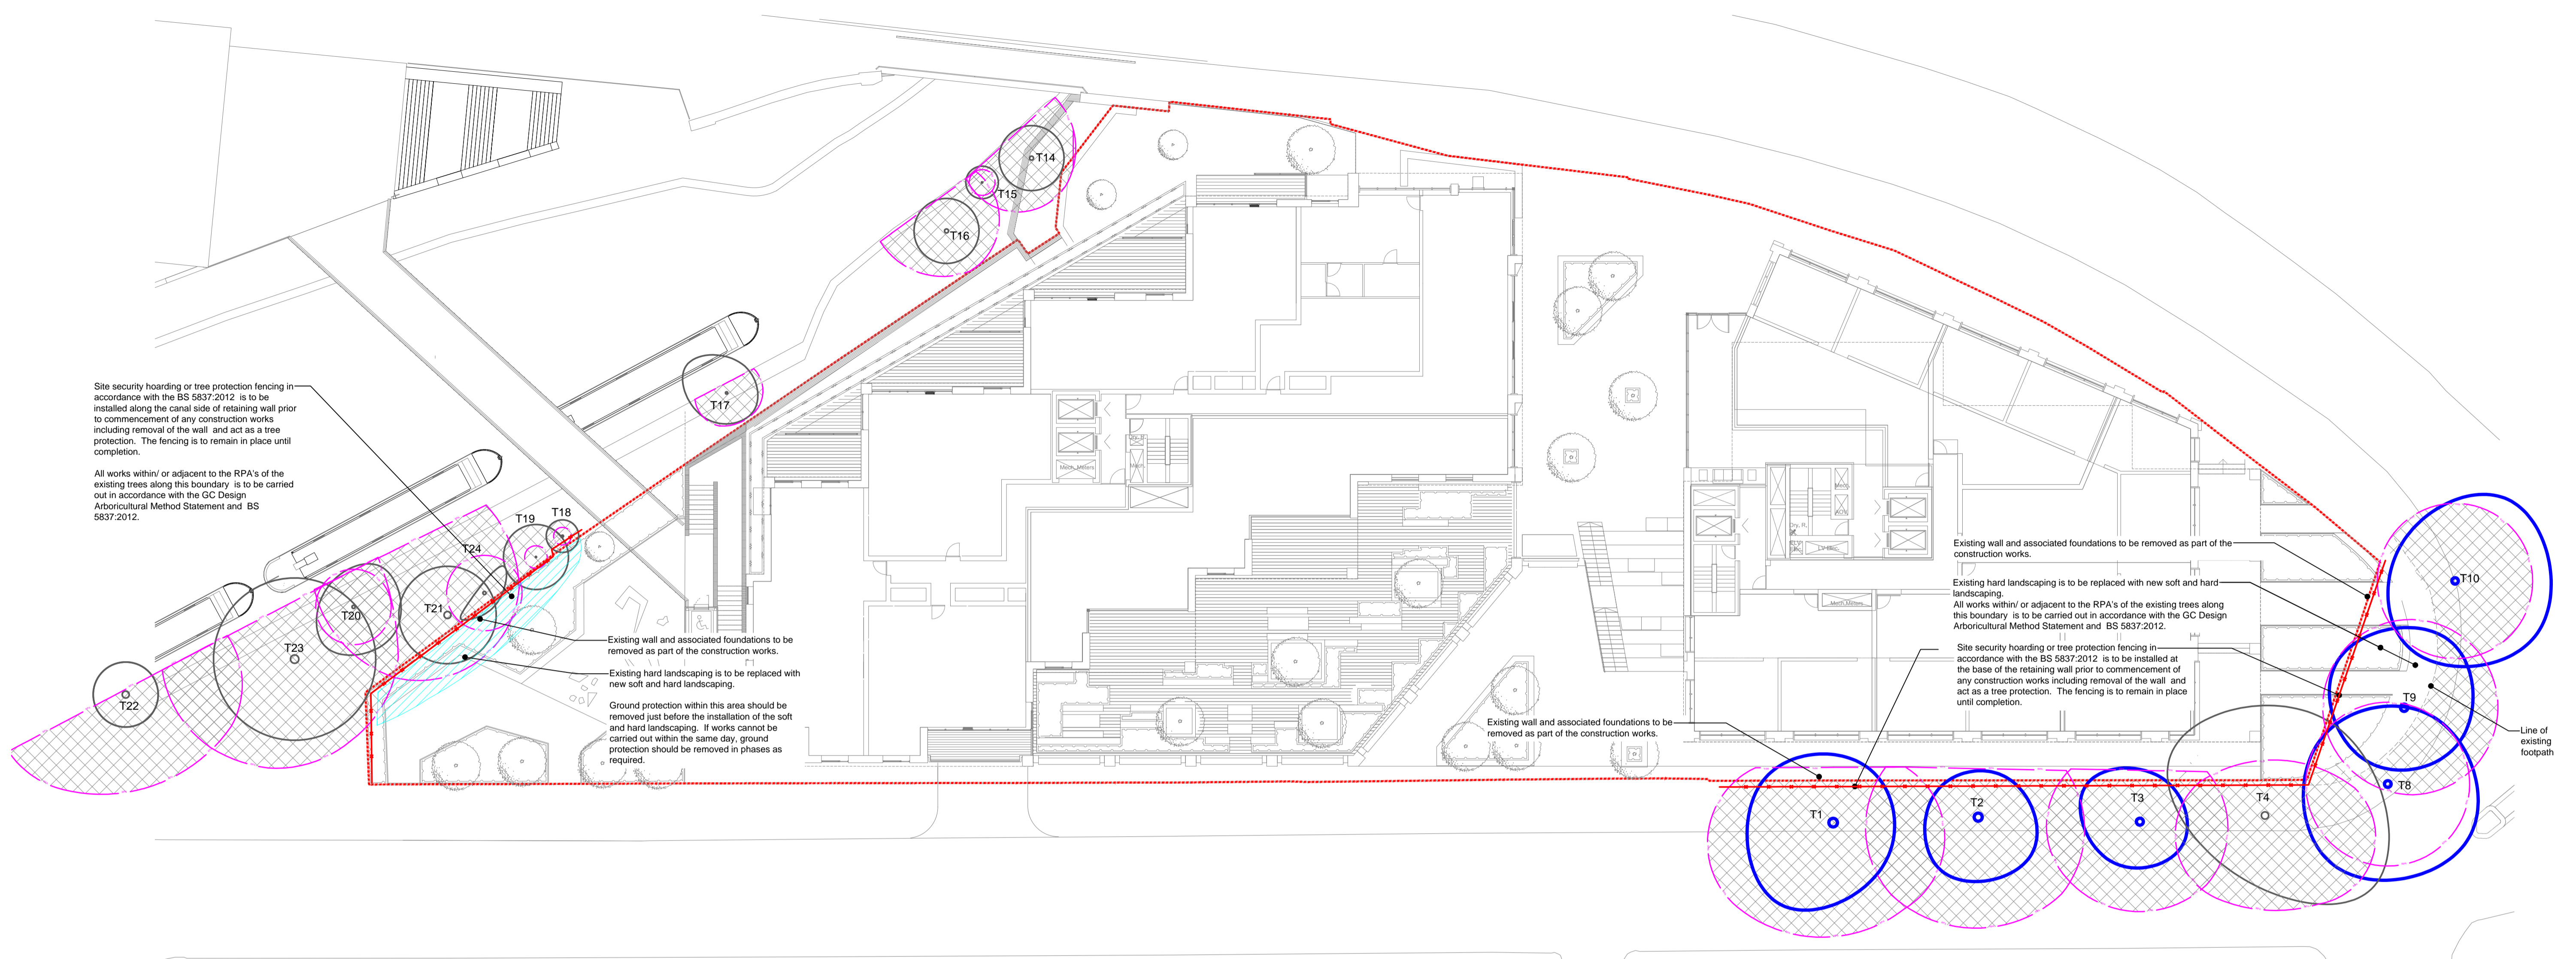 T14
T15
T16
T17
Site security hoarding or tree protection fencing in
accordance with the BS 5837:2012 is to be
installed along the canal side of retaining wall prior
to commencement of any construction works
including removal of the wall and act as a tree
protection. The fencing is to remain in place until
completion.
All works within/ or adjacent to the RPA's of the
existing trees along this boundary is to be carried
out in accordance with the GC Design
Arboricultural Method Statement and BS
5837:2012.
T18
T19
T24
T20
T21
T23
T22
Mech. Meters
Existing wall and associated foundations to be
removed as part of the construction works.
Existing hard landscaping is to be replaced with
new soft and hard landscaping.
Ground protection within this area should be
removed just before the installation of the soft
and hard landscaping. If works cannot be
carried out within the same day, ground
protection should be removed in phases as
required.
Existing wall and associated foundations to be removed as part of the
construction works.
Existing hard landscaping is to be replaced with new soft and hard
landscaping.
All works within/ or adjacent to the RPA's of the existing trees along
this boundary is to be carried out in accordance with the GC Design
Arboricultural Method Statement and BS 5837:2012.
Mech Meters
Site security hoarding or tree protection fencing in
accordance with the BS 5837:2012 is to be installed at
the base of the retaining wall prior to commencement of
any construction works including removal of the wall and
act as a tree protection. The fencing is to remain in place
until completion.
Existing wall and associated foundations to be
removed as part of the construction works.
T10
T9
T8
Line of
existing
footpath
T1
T2
T3
T4